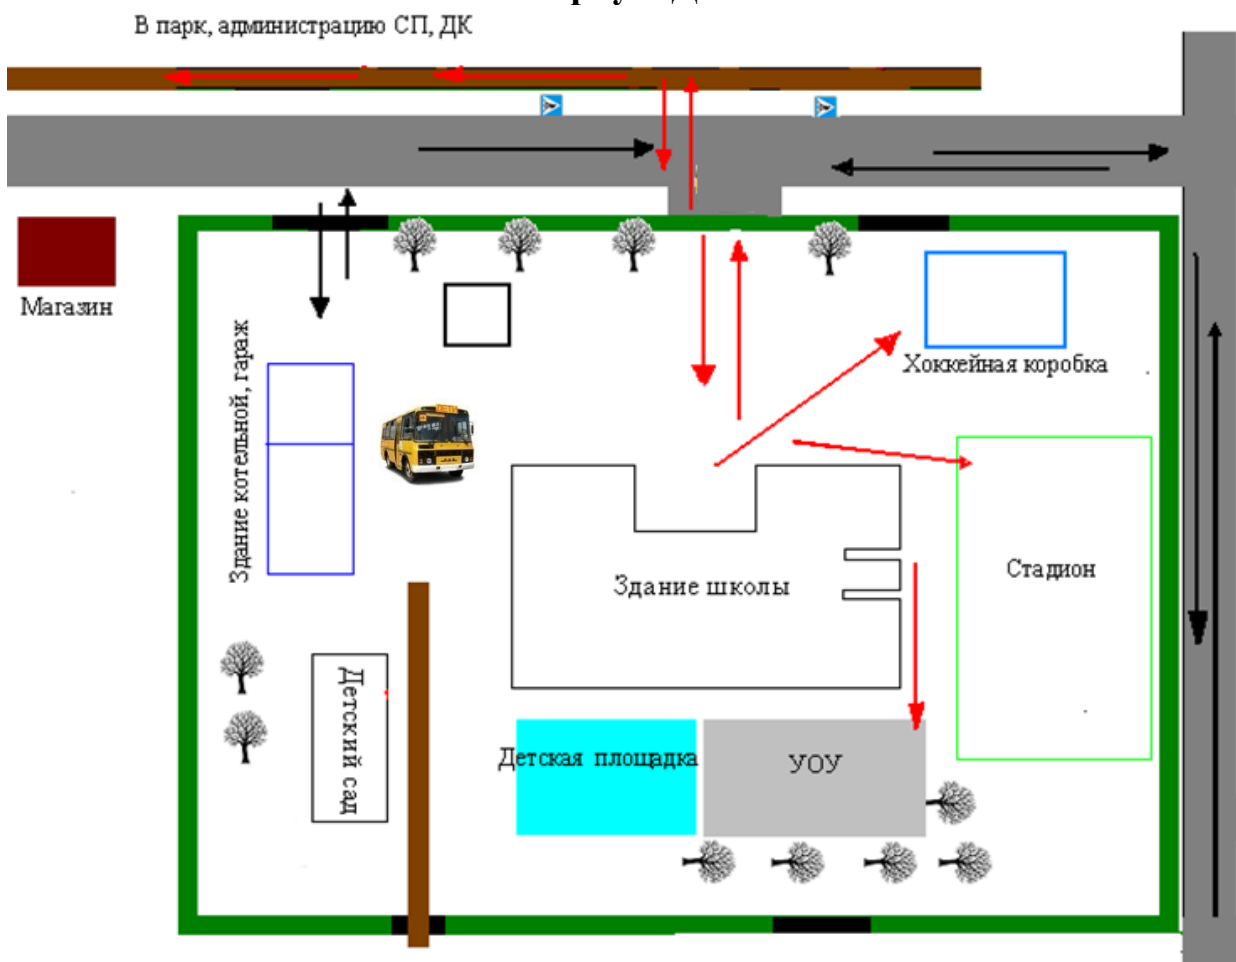 В парк, администрацию СП, ДК
Магазин
Здание котельной, гараж
Хоккейная коробка
Здание школы
Стадион
Детский сад
Детская площадка
УОУ